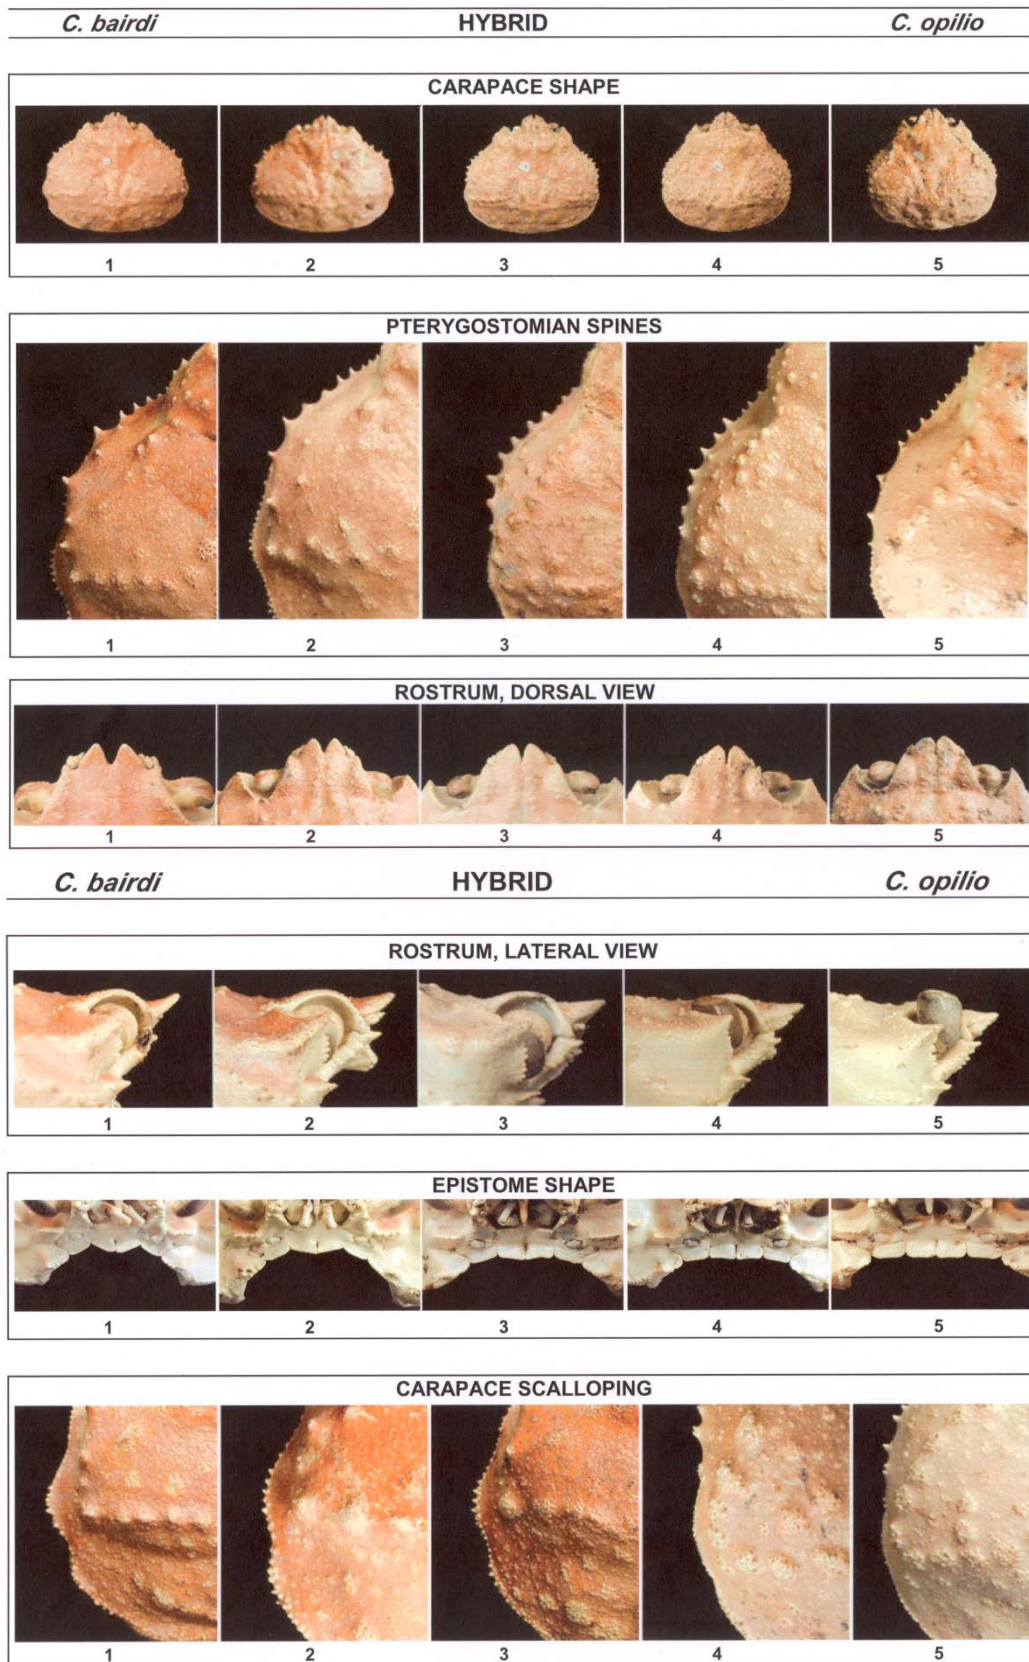 C. bairdi HYBRID C. opilio
CARAPACE SHAPE
1 2 3 4 5
PTERYGOSTOMIAN SPINES
1 2 3 4 5
ROSTRUM, DORSAL VIEW
1 2 3 4 5
C. bairdi HYBRID C. opilio
ROSTRUM, LATERAL VIEW
1 2 3 4 5
EPISTOME SHAPE
1 2 3 4 5
CARAPACE SCALLOPING
1 2 3 4 5